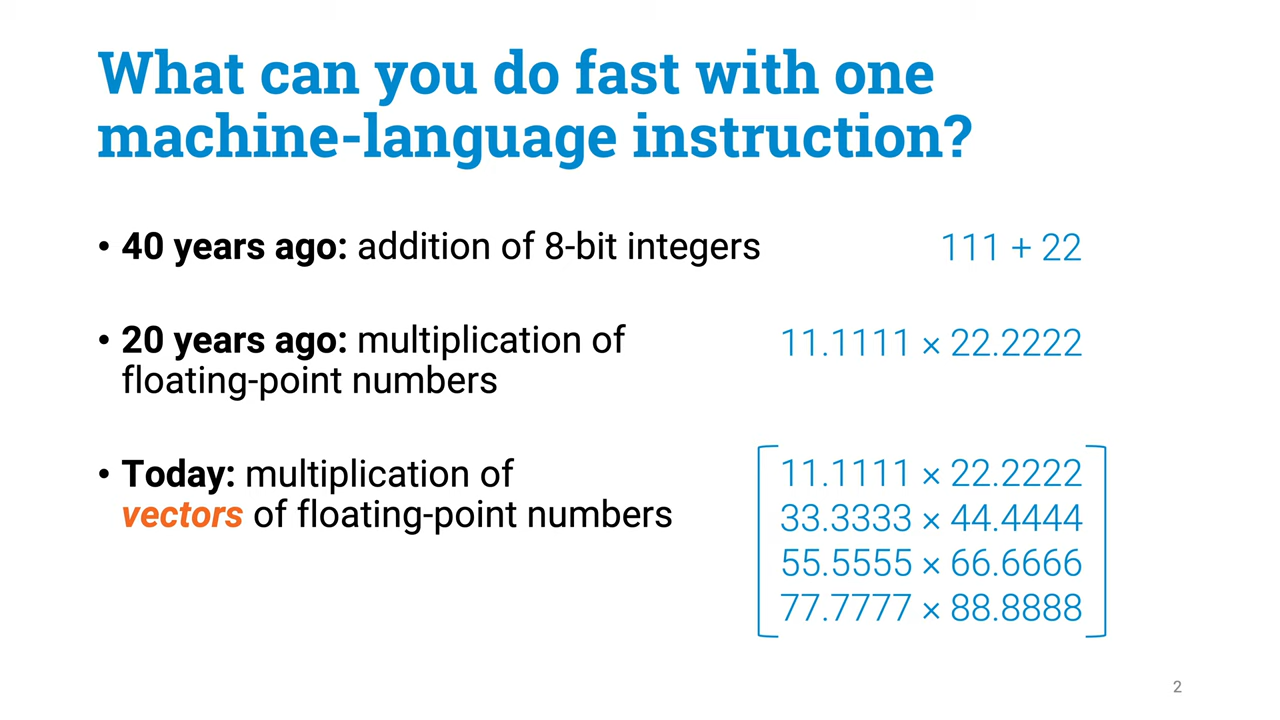 What can you do fast with one
machine-language instruction?
• 40 years ago: addition of 8-bit integers
111 + 22
• 20 years ago: multiplication of
floating-point numbers
11.1111 × 22.2222
• Today: multiplication of
vectors of floating-point numbers
11.1111 × 22.2222
33.3333 × 44.4444
55.5555 × 66.6666
77.7777 × 88.8888
2